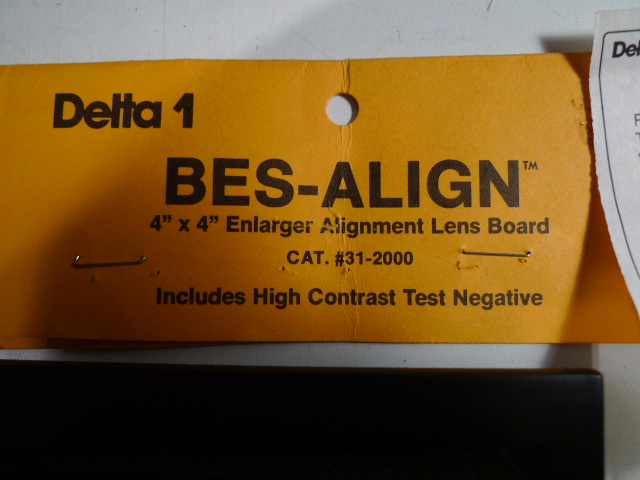 Delta 1
BES-ALIGN™
4" x 4" Enlarger Alignment Lens Board
CAT. #31-2000
Includes High Contrast Test Negative